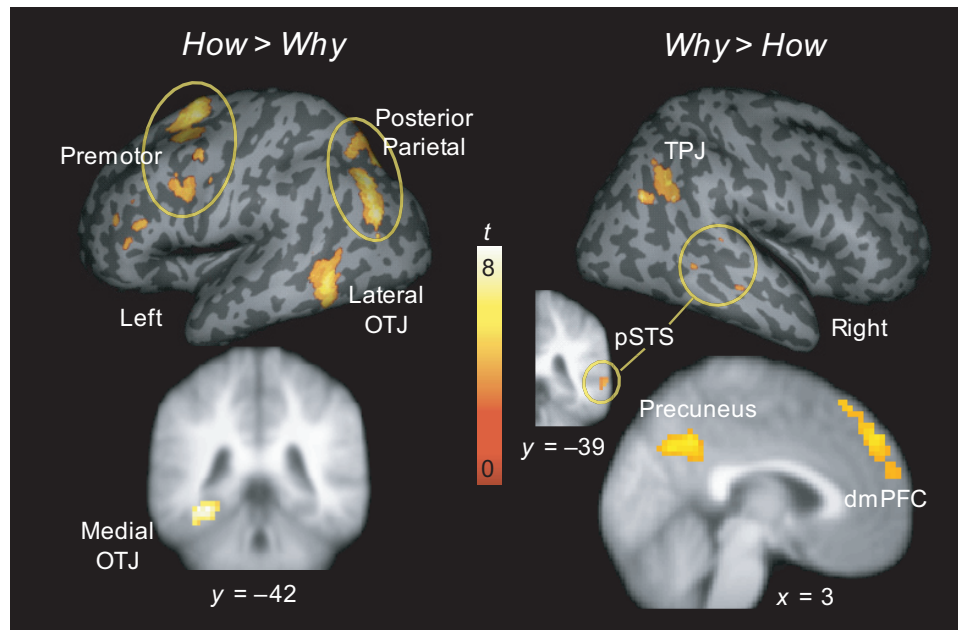 How > Why
Premotor
Posterior
Parietal
Left
Lateral
OTJ
Medial
OTJ
y = –42
t
8
0
Why > How
TPJ
Right
pSTS
y = –39
Precuneus
dmPFC
x = 3